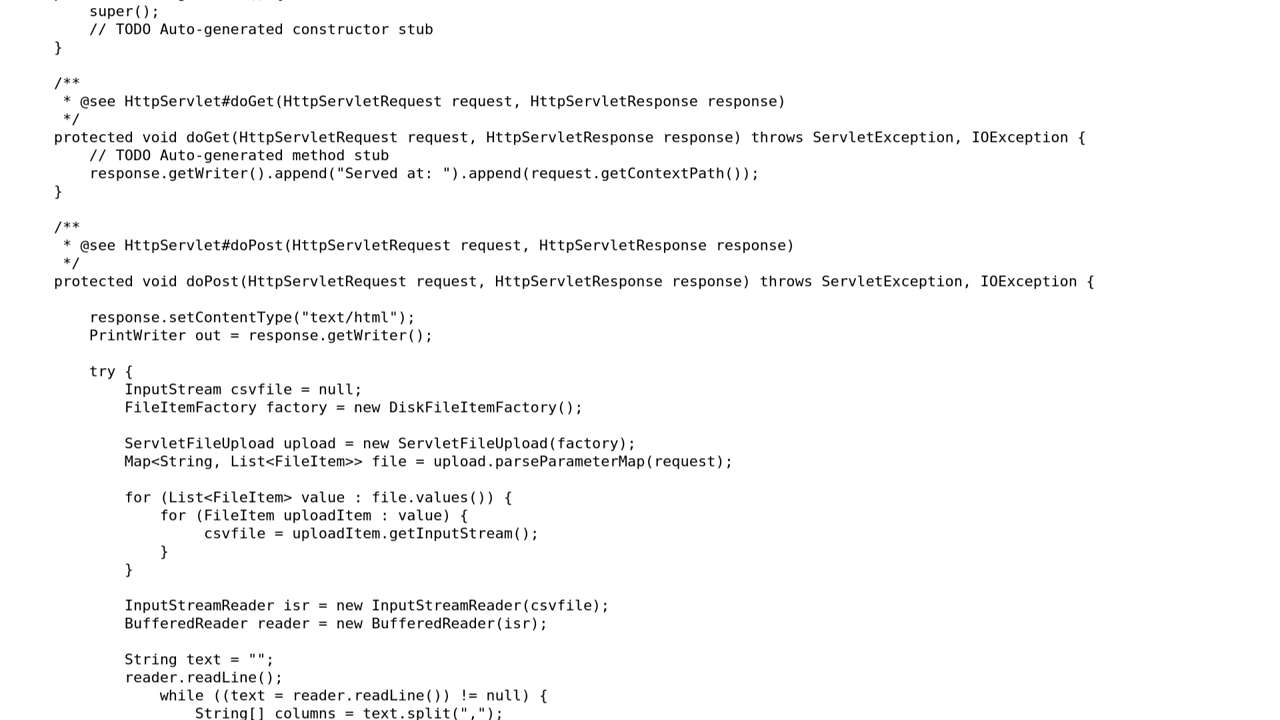 super();
// TODO Auto-generated constructor stub
}
/**
* @see HttpServlet#doGet(HttpServletRequest request, HttpServletResponse response)
*/
protected void doGet(HttpServletRequest request, HttpServletResponse response) throws ServletException, IOException {
// TODO Auto-generated method stub
response.getWriter().append("Served at: ").append(request.getContextPath());
}
/**
* @see HttpServlet#doPost(HttpServletRequest request, HttpServletResponse response)
*/
protected void doPost(HttpServletRequest request, HttpServletResponse response) throws ServletException, IOException {
response.setContentType("text/html");
PrintWriter out = response.getWriter();
try {
InputStream csvfile = null;
FileItemFactory factory = new DiskFileItemFactory();
ServletFileUpload upload = new ServletFileUpload(factory);
Map<String, List<FileItem>> file = upload.parseParameterMap(request);
for (List<FileItem> value : file.values()) {
for (FileItem uploadItem : value) {
csvfile = uploadItem.getInputStream();
}
}
InputStreamReader isr = new InputStreamReader(csvfile);
BufferedReader reader = new BufferedReader(isr);
String text = "";
reader.readLine();
while ((text = reader.readLine()) != null) {
String[] columns = text.split(",");